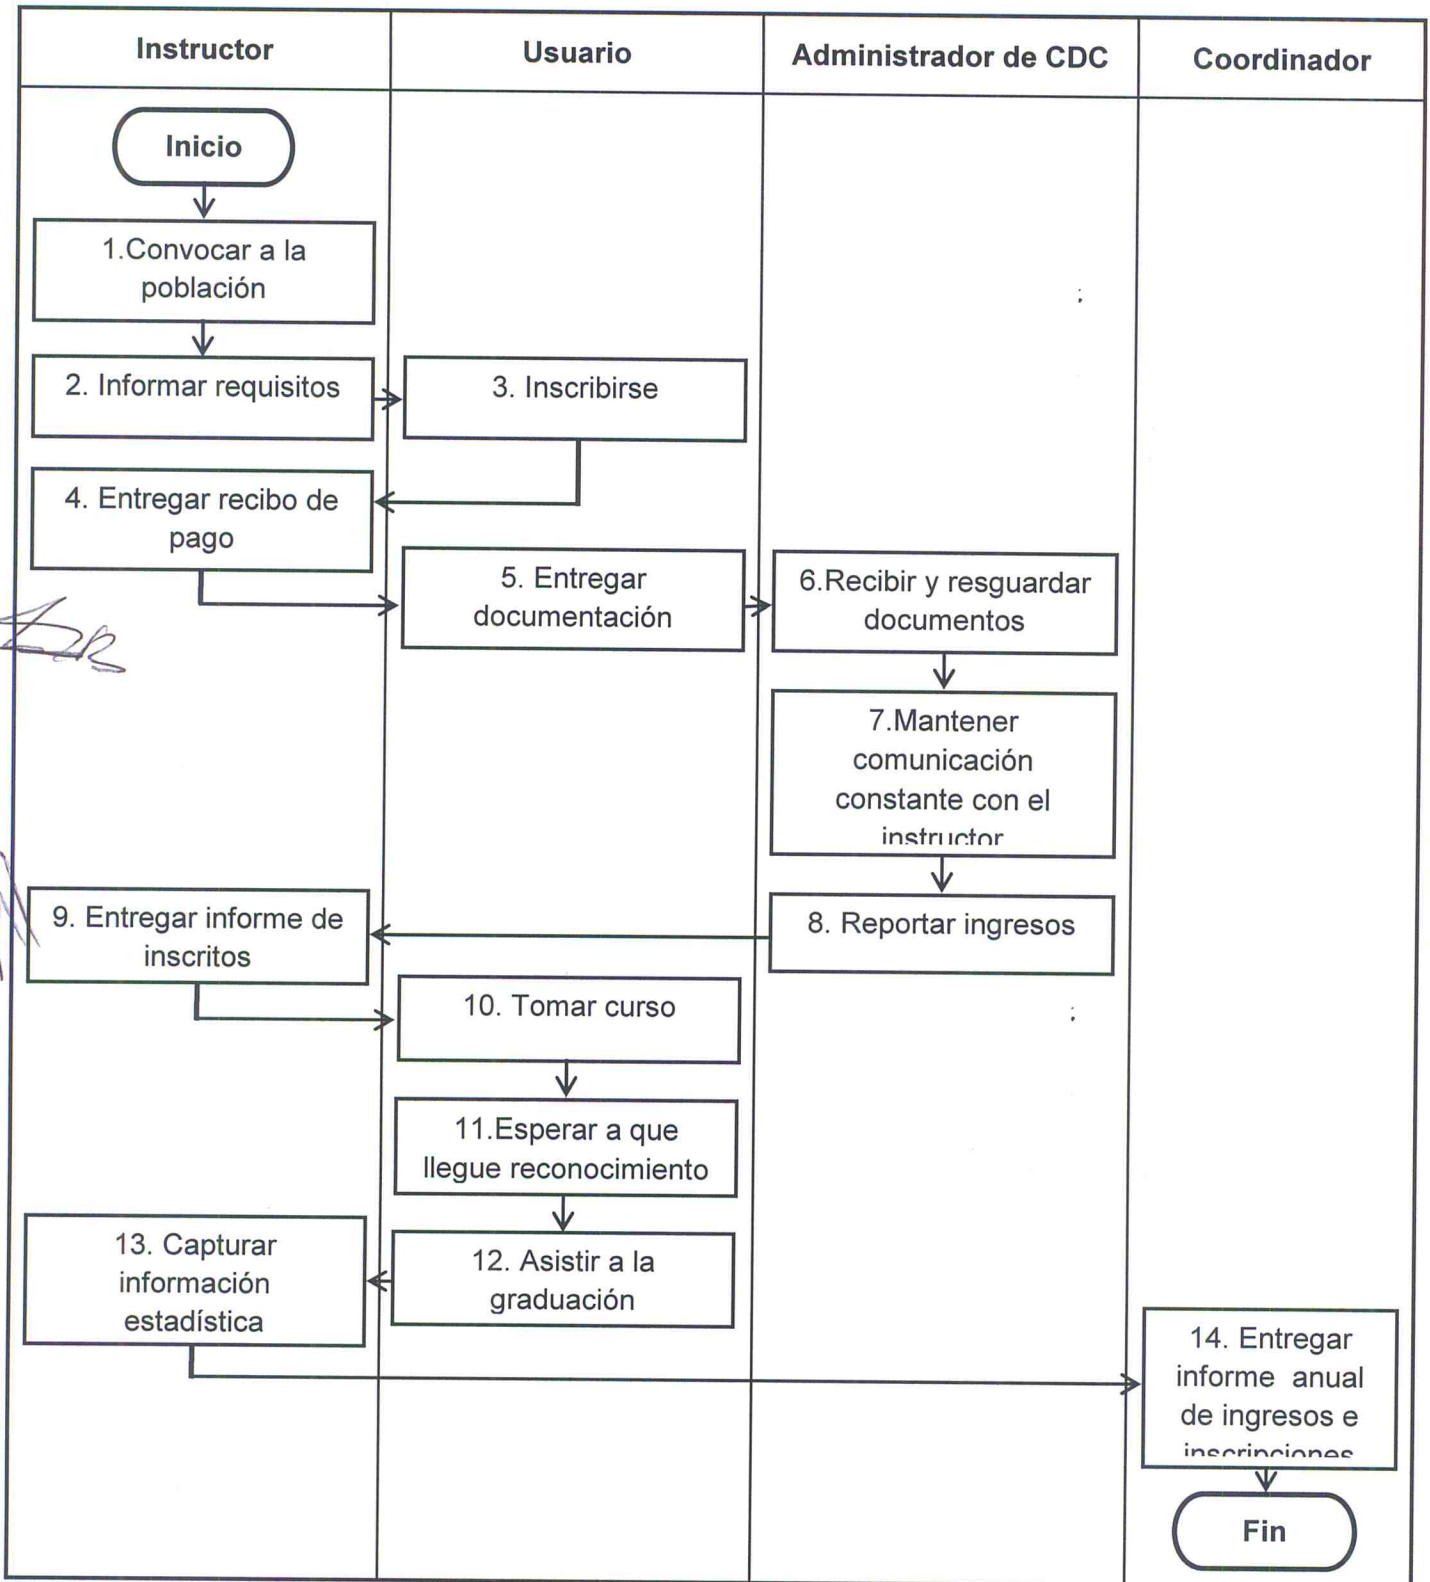 Instructor
Usuario
Administrador de CDC
Coordinador
Inicio
1.Convocar a la
población
2. Informar requisitos
3. Inscribirse
4. Entregar recibo de
pago
5. Entregar
documentación
6.Recibir y resguardar
documentos
7.Mantener
comunicación
constante con el
instructor
8. Reportar ingresos
9. Entregar informe de
inscritos
10. Tomar curso
11.Esperar a que
llegue reconocimiento
12. Asistir a la
graduación
13. Capturar
información
estadística
14. Entregar
informe anual
de ingresos e
inscripciones
Fin